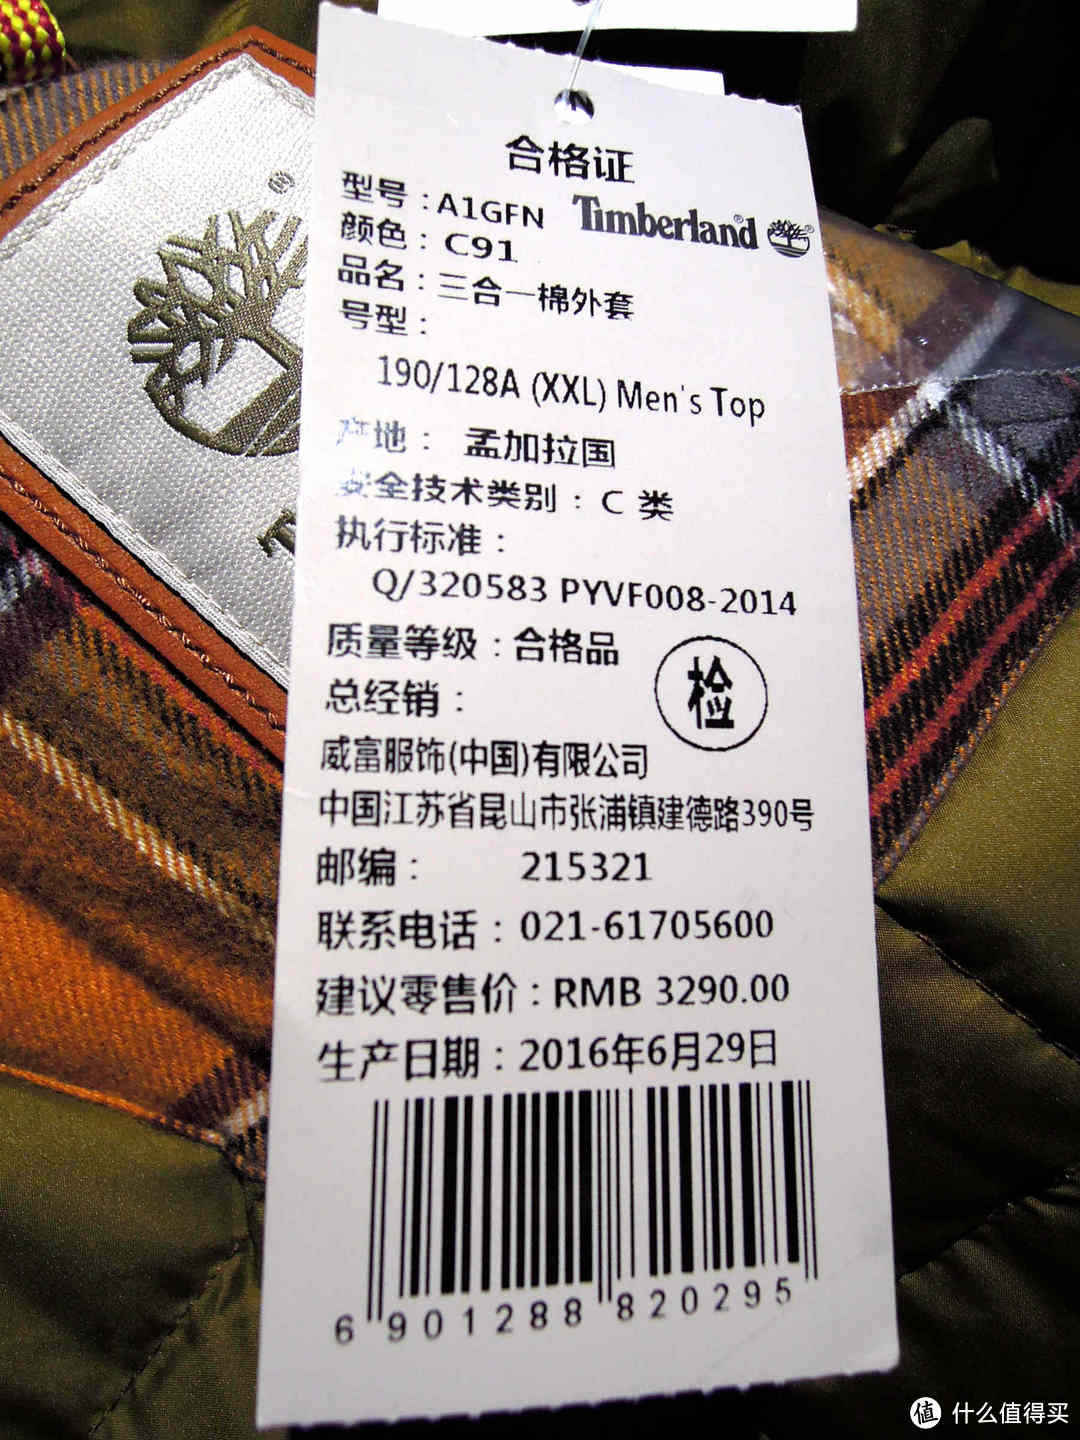 合格证
型号：A1GFN
Timberland®
颜色：C91
品名：三合一棉外套
号型：
190/128A (XXL) Men's Top
产地：孟加拉国
安全技术类别：C 类
执行标准：
Q/320583 PYVF008-2014
质量等级：合格品
检
总经销：
威富服饰(中国)有限公司
中国江苏省昆山市张浦镇建德路390号
邮编：215321
联系电话：021-61705600
建议零售价：RMB 3290.00
生产日期：2016年6月29日
6 901288 820295
®
值 什么值得买